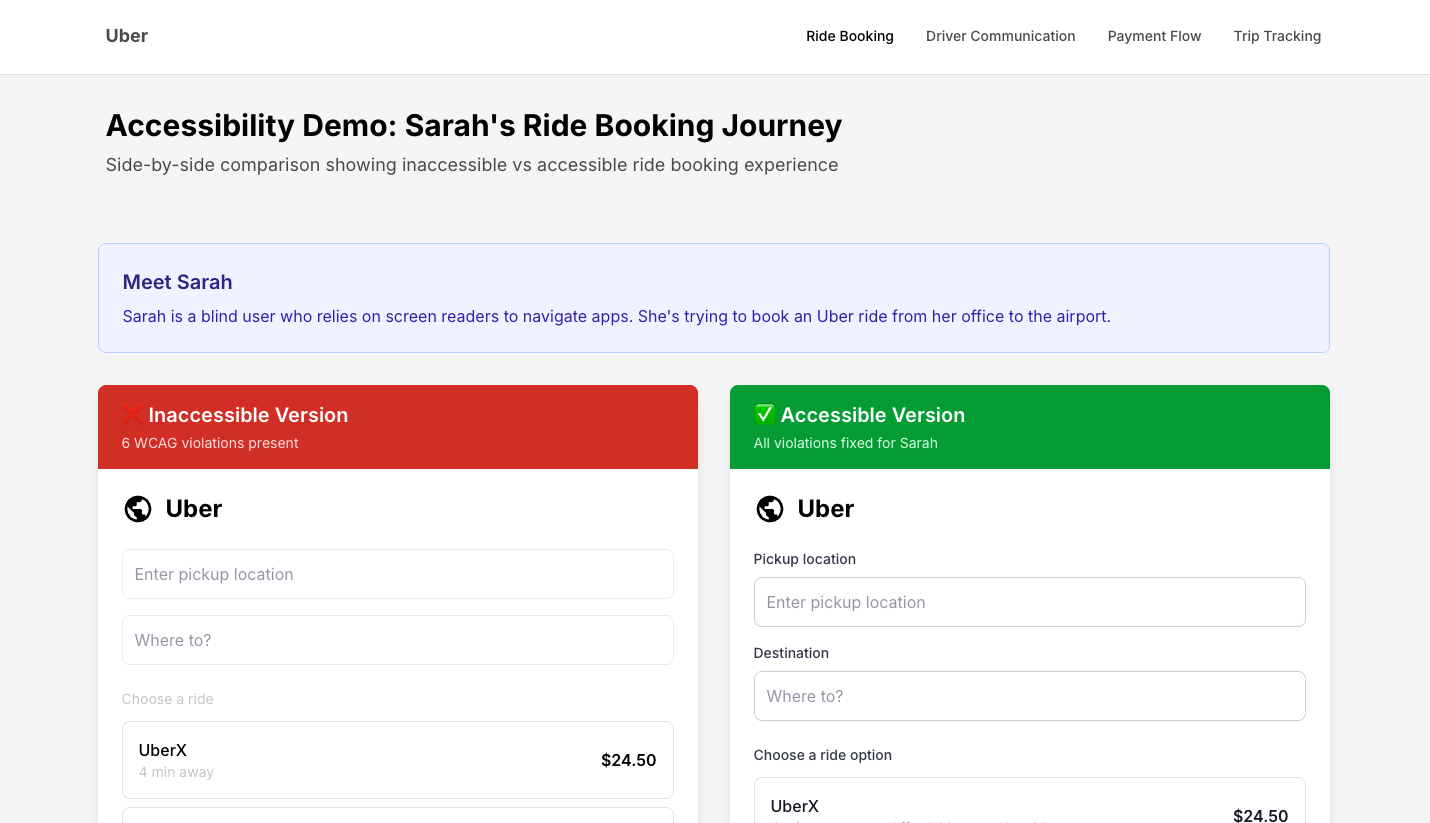 Uber
Ride Booking
Driver Communication
Payment Flow
Trip Tracking
Accessibility Demo: Sarah's Ride Booking Journey
Side-by-side comparison showing inaccessible vs accessible ride booking experience
Meet Sarah
Sarah is a blind user who relies on screen readers to navigate apps. She's trying to book an Uber ride from her office to the airport.
❌ Inaccessible Version
6 WCAG violations present
Uber
Enter pickup location
Where to?
Choose a ride
UberX
4 min away
$24.50
✅ Accessible Version
All violations fixed for Sarah
Uber
Pickup location
Enter pickup location
Destination
Where to?
Choose a ride option
UberX
$24.50